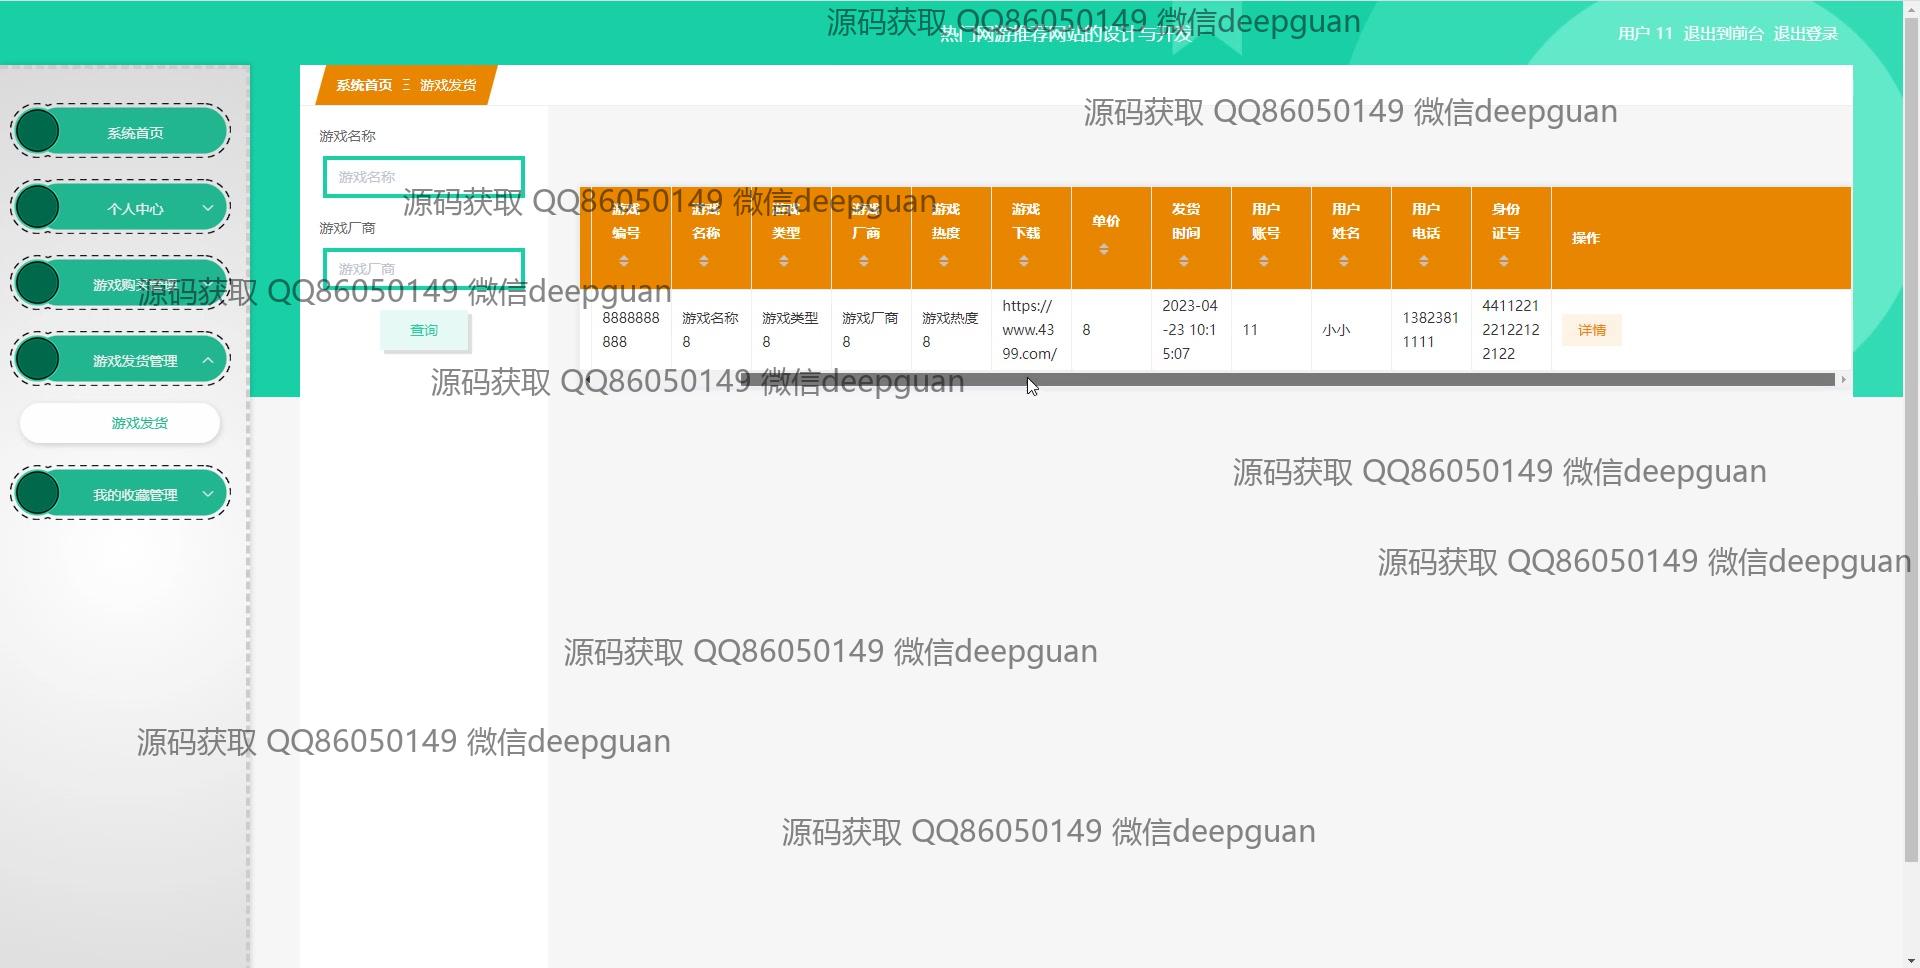 源码获取 QQ86050149 微信deepguan
热门网游推荐网站的设计与开发
用户 11 退出到前台 退出登录
系统首页
个人中心
游戏购买管理
游戏发货管理
游戏发货
我的收藏管理
系统首页 Ξ 游戏发货
源码获取 QQ86050149 微信deepguan
游戏名称
游戏名称
源码获取 QQ86050149 微信deepguan
游戏厂商
游戏厂商
源码获取 QQ86050149 微信deepguan
查询
游戏编号 游戏名称 游戏类型 游戏厂商 游戏热度 游戏下载 单价 发货时间 用户账号 用户姓名 用户电话 身份证号 操作
8888888888 游戏名称8 游戏类型8 游戏厂商8 游戏热度8 https://www.4399.com/ 8 2023-04-23 10:15:07 11 小小 13823811111 441122122122122122 详情
源码获取 QQ86050149 微信deepguan
源码获取 QQ86050149 微信deepguan
源码获取 QQ86050149 微信deepguan
源码获取 QQ86050149 微信deepguan
源码获取 QQ86050149 微信deepguan
源码获取 QQ86050149 微信deepguan